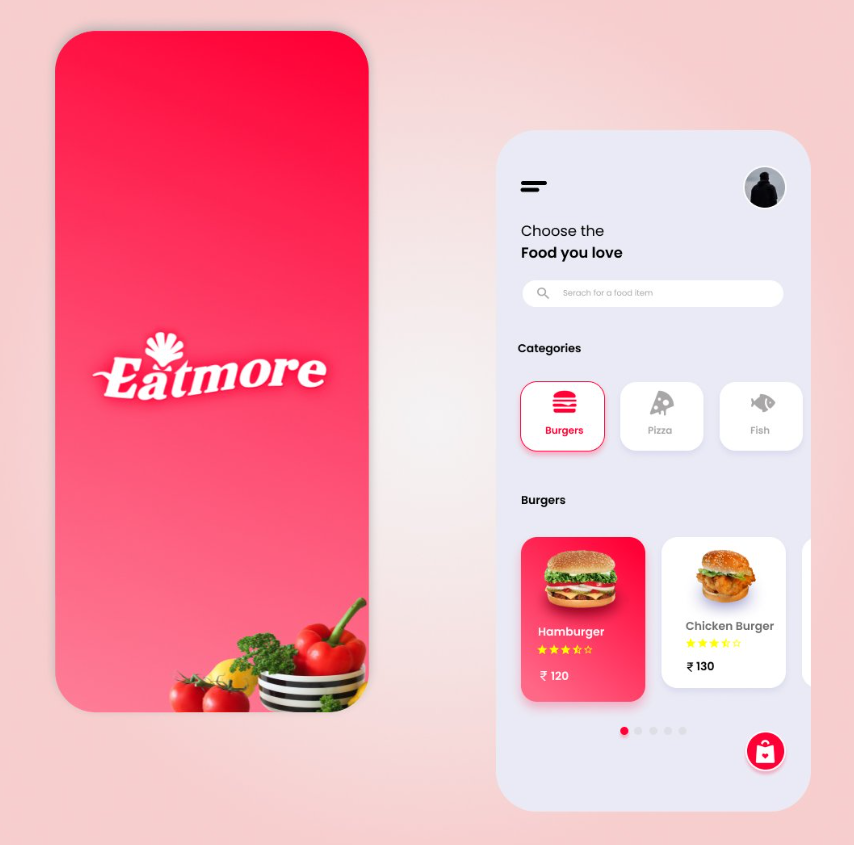 Eatmore
Choose the
Food you love
Serach for a food item
Categories
Burgers
Pizza
Fish
Burgers
Hamburger
₹ 120
Chicken Burger
₹ 130